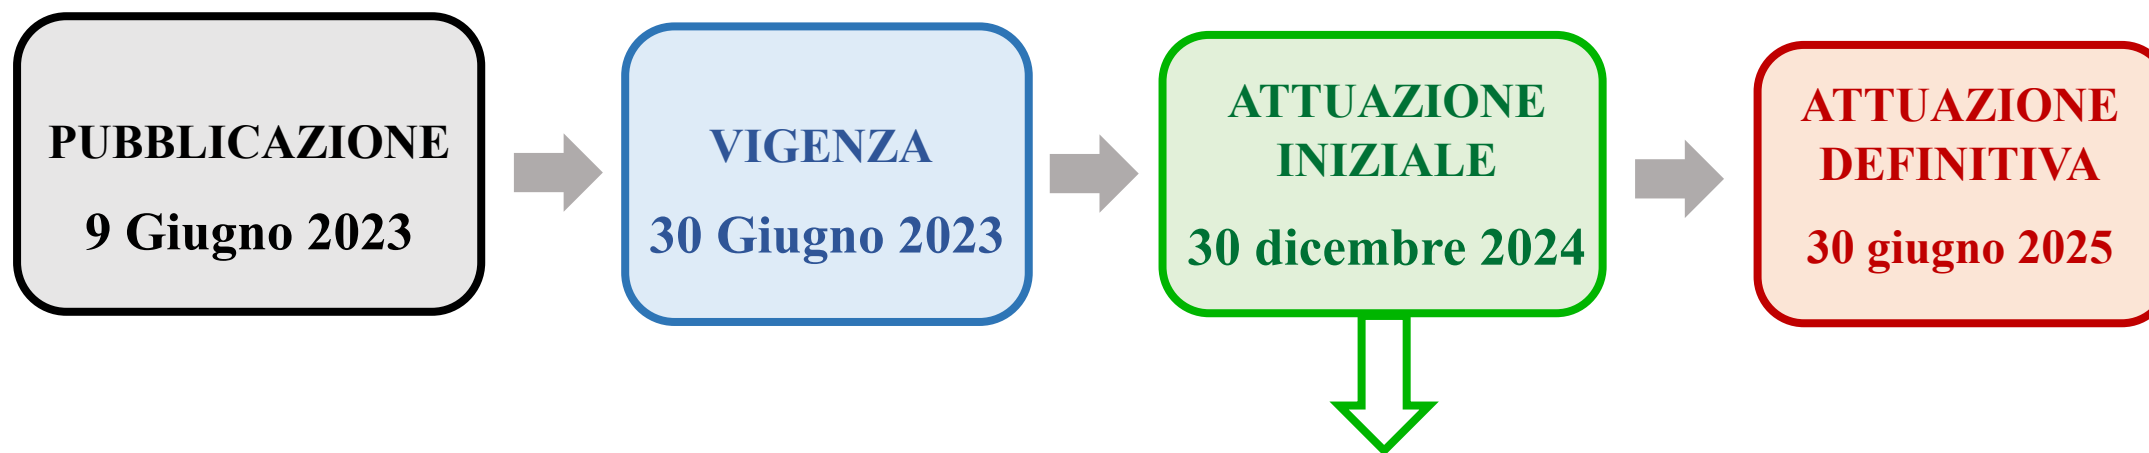 PUBBLICAZIONE
9 Giugno 2023
VIGENZA
30 Giugno 2023
ATTUAZIONE
INIZIALE
30 dicembre 2024
ATTUAZIONE
DEFINITIVA
30 giugno 2025